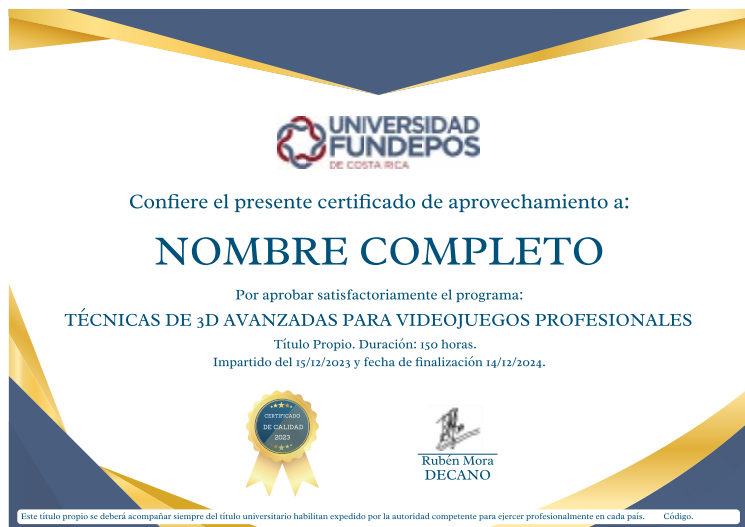 UNIVERSIDAD
FUNDEPOS
DE COSTA RICA
Confiere el presente certificado de aprovechamiento a:
NOMBRE COMPLETO
Por aprobar satisfactoriamente el programa:
TÉCNICAS DE 3D AVANZADAS PARA VIDEOJUEGOS PROFESIONALES
Título Propio. Duración: 150 horas.
Impartido del 15/12/2023 y fecha de finalización 14/12/2024.
CERTIFICADO
DE CALIDAD
2023
Rubén Mora
DECANO
Este título propio se deberá acompañar siempre del título universitario habilitan expedido por la autoridad competente para ejercer profesionalmente en cada país. Código.